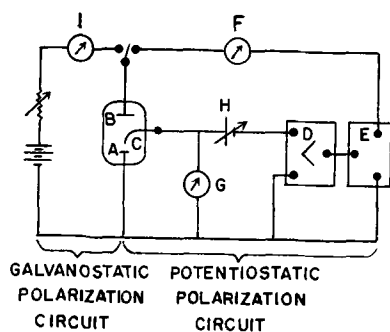 I
F
B
H
A
C
D
E
G
GALVANOSTATIC
POLARIZATION
CIRCUIT
POTENTIOSTATIC
POLARIZATION
CIRCUIT